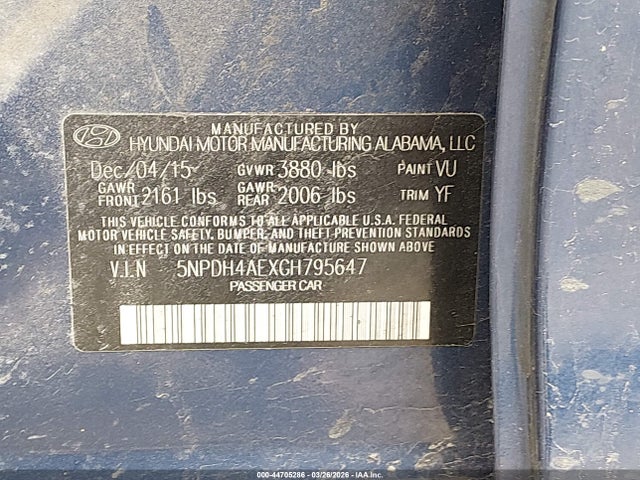 MANUFACTURED BY
HYUNDAI MOTOR MANUFACTURING ALABAMA, LLC
Dec/04/15 GVWR 3880 lbs PAINT VU
GAWR FRONT 2161 lbs GAWR REAR 2006 lbs TRIM YF
THIS VEHICLE CONFORMS TO ALL APPLICABLE U.S.A. FEDERAL
MOTOR VEHICLE SAFETY, BUMPER, AND THEFT PREVENTION STANDARDS
IN EFFECT ON THE DATE OF MANUFACTURE SHOWN ABOVE
V.I.N 5NPDH4AEXGH795647
PASSENGER CAR
000-44705286 - 03/26/2026 - IAA Inc.